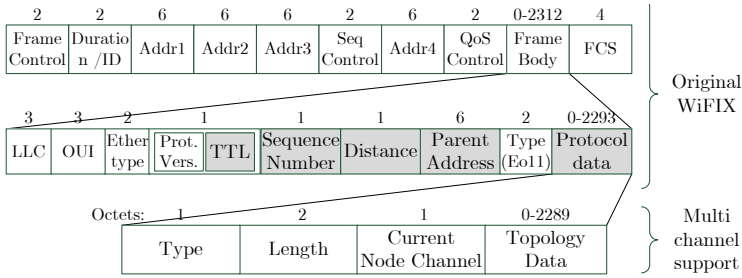 2 2 6 6 6 2 6 2 0-2312 4
Frame Control Duratio n /ID Addr1 Addr2 Addr3 Seq Control Addr4 QoS Control Frame Body FCS
Original WiFIX
3 3 2 1 1 1 6 2 0-2293
LLC OUI Ether type Prot. Vers. TTL Sequence Number Distance Parent Address Type (Eo11) Protocol data
Octets: 1 2 1 0-2289
Type Length Current Node Channel Topology Data
Multi channel support